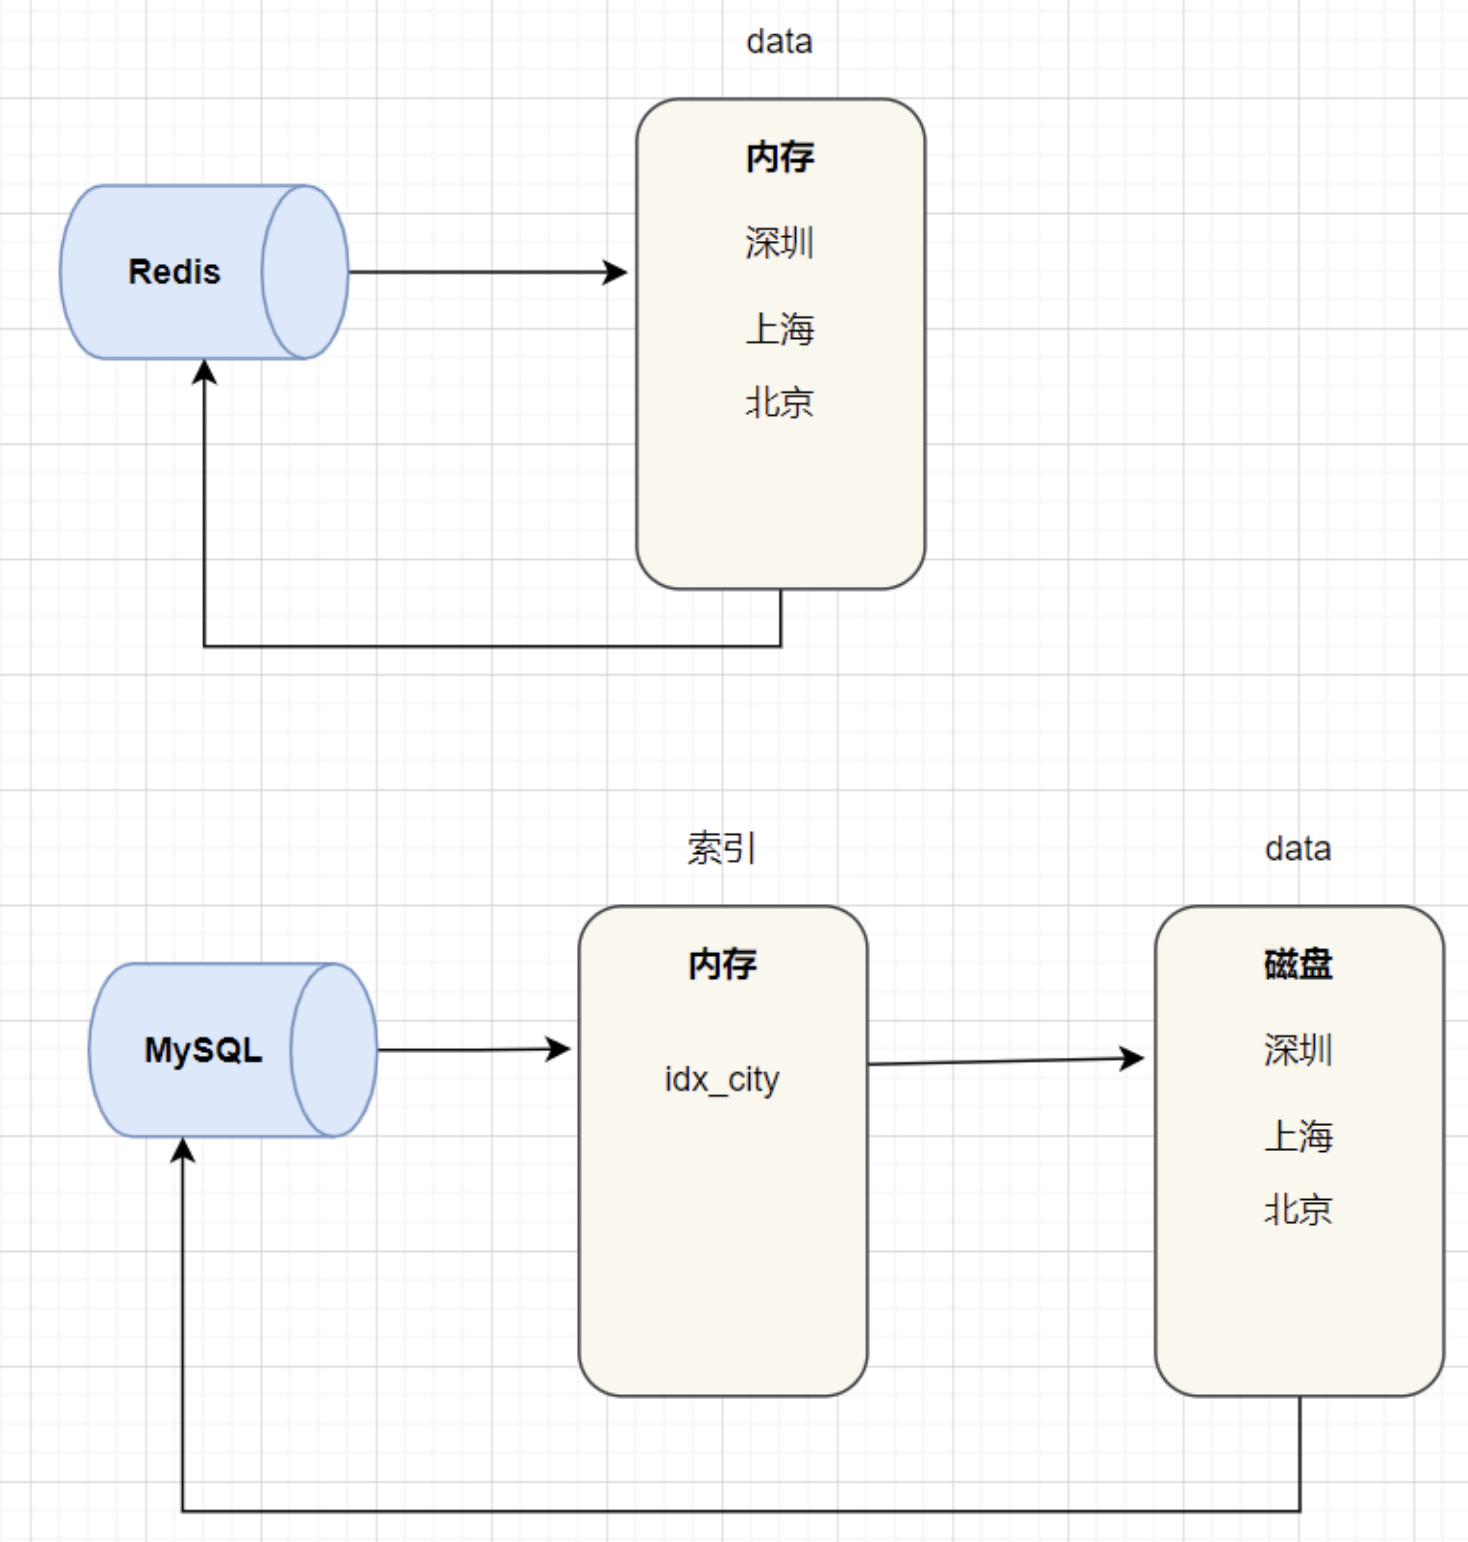 data
内存
深圳
Redis
上海
北京
索引
data
内存
磁盘
MySQL
深圳
idx_city
上海
北京